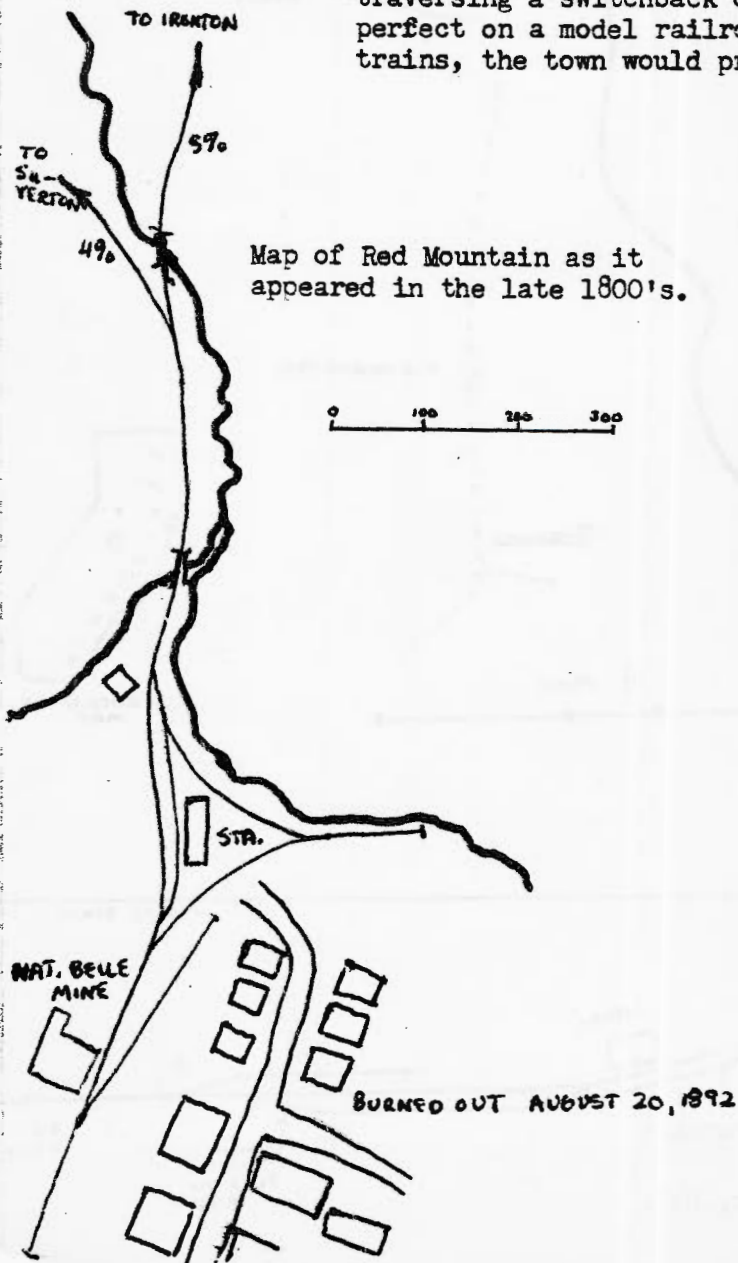 traversing a switchback
perfect on a model railr
trains, the town would pr
TO IRONTON
5%
TO
SIL-
VERTON
4%
Map of Red Mountain as it
appeared in the late 1800's.
0 100 200 300
STA.
NAT. BELLE
MINE
BURNED OUT AUGUST 20, 1892